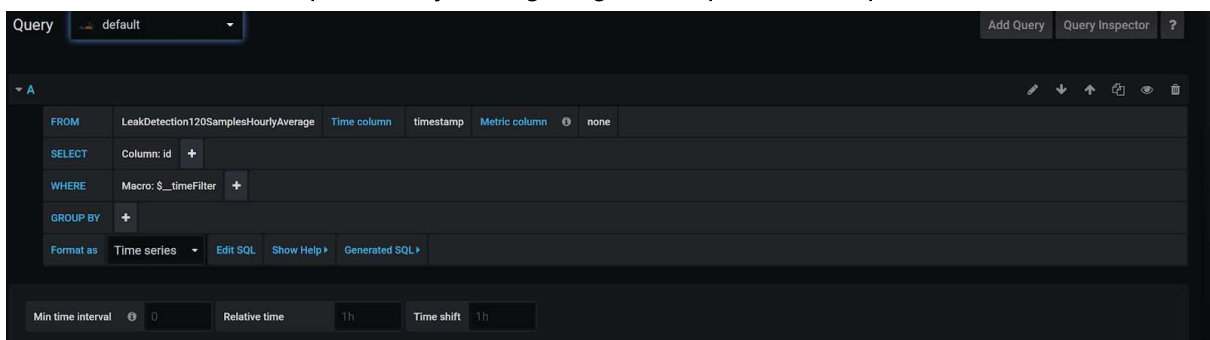 Query default Add Query Query Inspector ?
A
FROM LeakDetection120SamplesHourlyAverage Time column timestamp Metric column none
SELECT Column: id +
WHERE Macro: $__timeFilter +
GROUP BY +
Format as Time series Edit SQL Show Help Generated SQL
Min time interval 0 Relative time 1h Time shift 1h